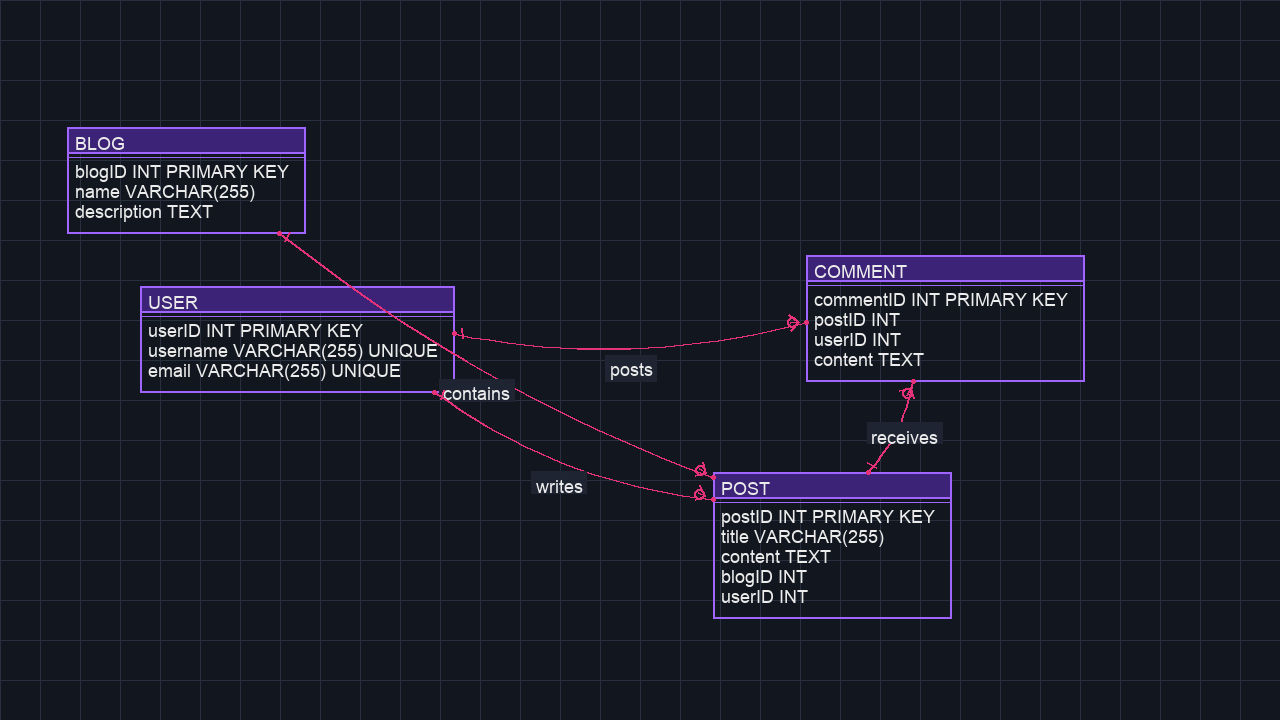 BLOG
blogID INT PRIMARY KEY
name VARCHAR(255)
description TEXT
USER
userID INT PRIMARY KEY
username VARCHAR(255) UNIQUE
email VARCHAR(255) UNIQUE
COMMENT
commentID INT PRIMARY KEY
postID INT
userID INT
content TEXT
posts
contains
receives
writes
POST
postID INT PRIMARY KEY
title VARCHAR(255)
content TEXT
blogID INT
userID INT